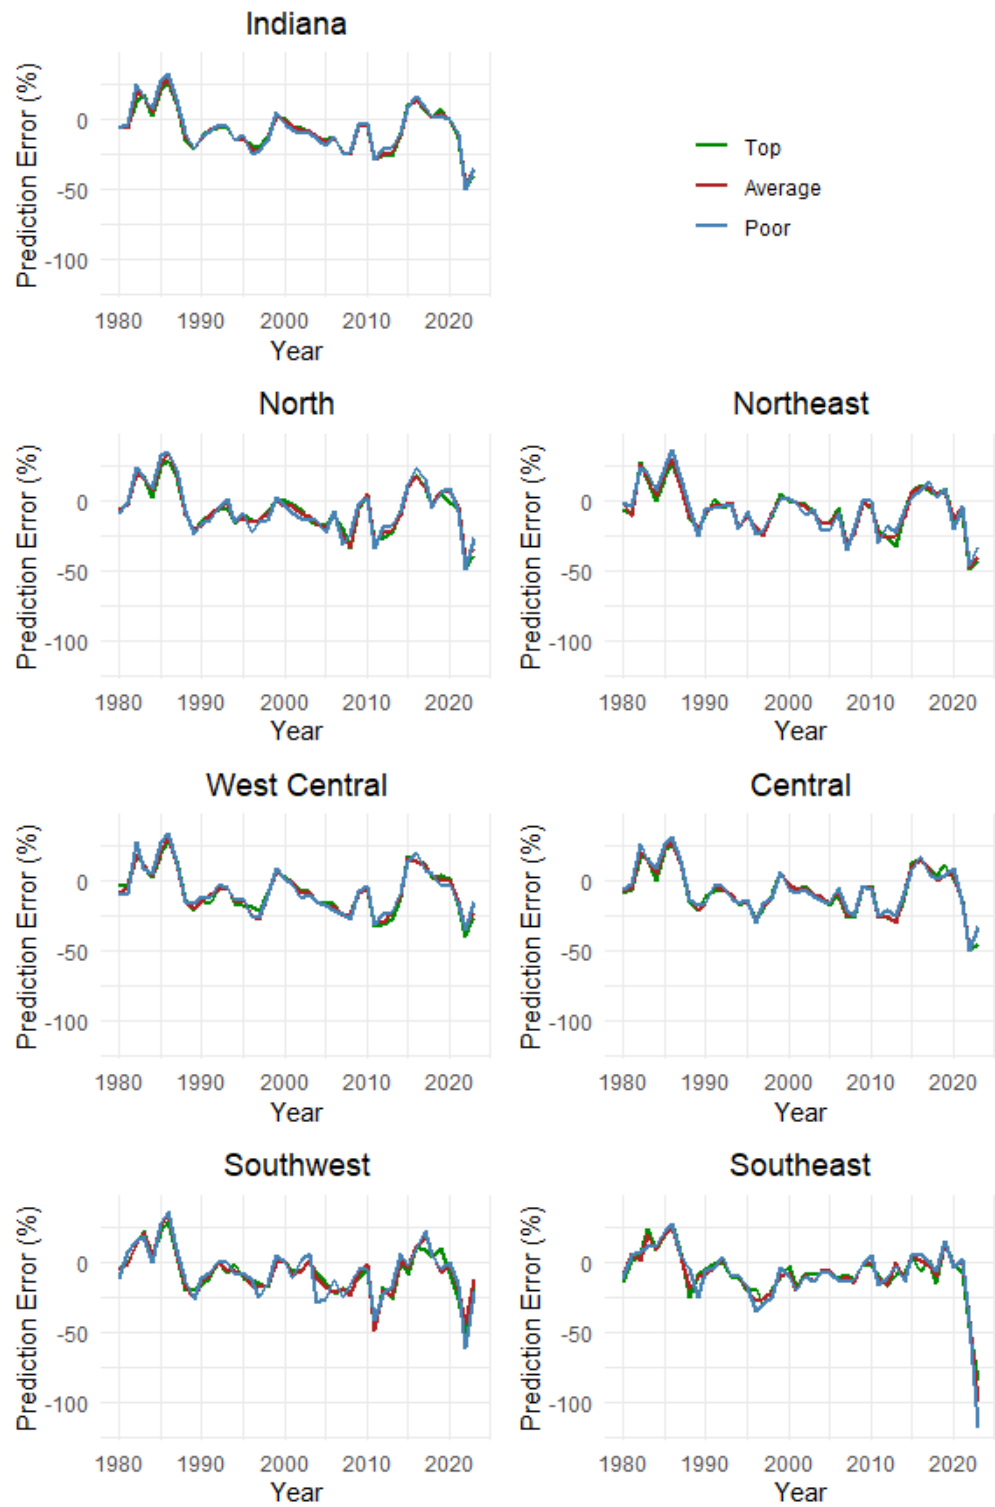 Indiana
Prediction Error (%)
0
-50
-100
1980 1990 2000 2010 2020
Year
Top
Average
Poor
North
Prediction Error (%)
0
-50
-100
1980 1990 2000 2010 2020
Year
Northeast
Prediction Error (%)
0
-50
-100
1980 1990 2000 2010 2020
Year
West Central
Prediction Error (%)
0
-50
-100
1980 1990 2000 2010 2020
Year
Central
Prediction Error (%)
0
-50
-100
1980 1990 2000 2010 2020
Year
Southwest
Prediction Error (%)
0
-50
-100
1980 1990 2000 2010 2020
Year
Southeast
Prediction Error (%)
0
-50
-100
1980 1990 2000 2010 2020
Year